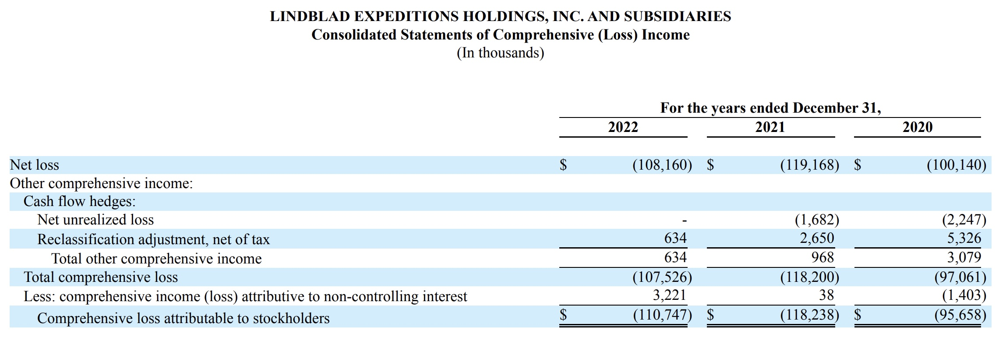 LINDBLAD EXPEDITIONS HOLDINGS, INC. AND SUBSIDIARIES
Consolidated Statements of Comprehensive (Loss) Income
(In thousands)
For the years ended December 31,
2022 2021 2020
Net loss $ (108,160) $ (119,168) $ (100,140)
Other comprehensive income:
Cash flow hedges:
Net unrealized loss - (1,682) (2,247)
Reclassification adjustment, net of tax 634 2,650 5,326
Total other comprehensive income 634 968 3,079
Total comprehensive loss (107,526) (118,200) (97,061)
Less: comprehensive income (loss) attributive to non-controlling interest 3,221 38 (1,403)
Comprehensive loss attributable to stockholders $ (110,747) $ (118,238) $ (95,658)